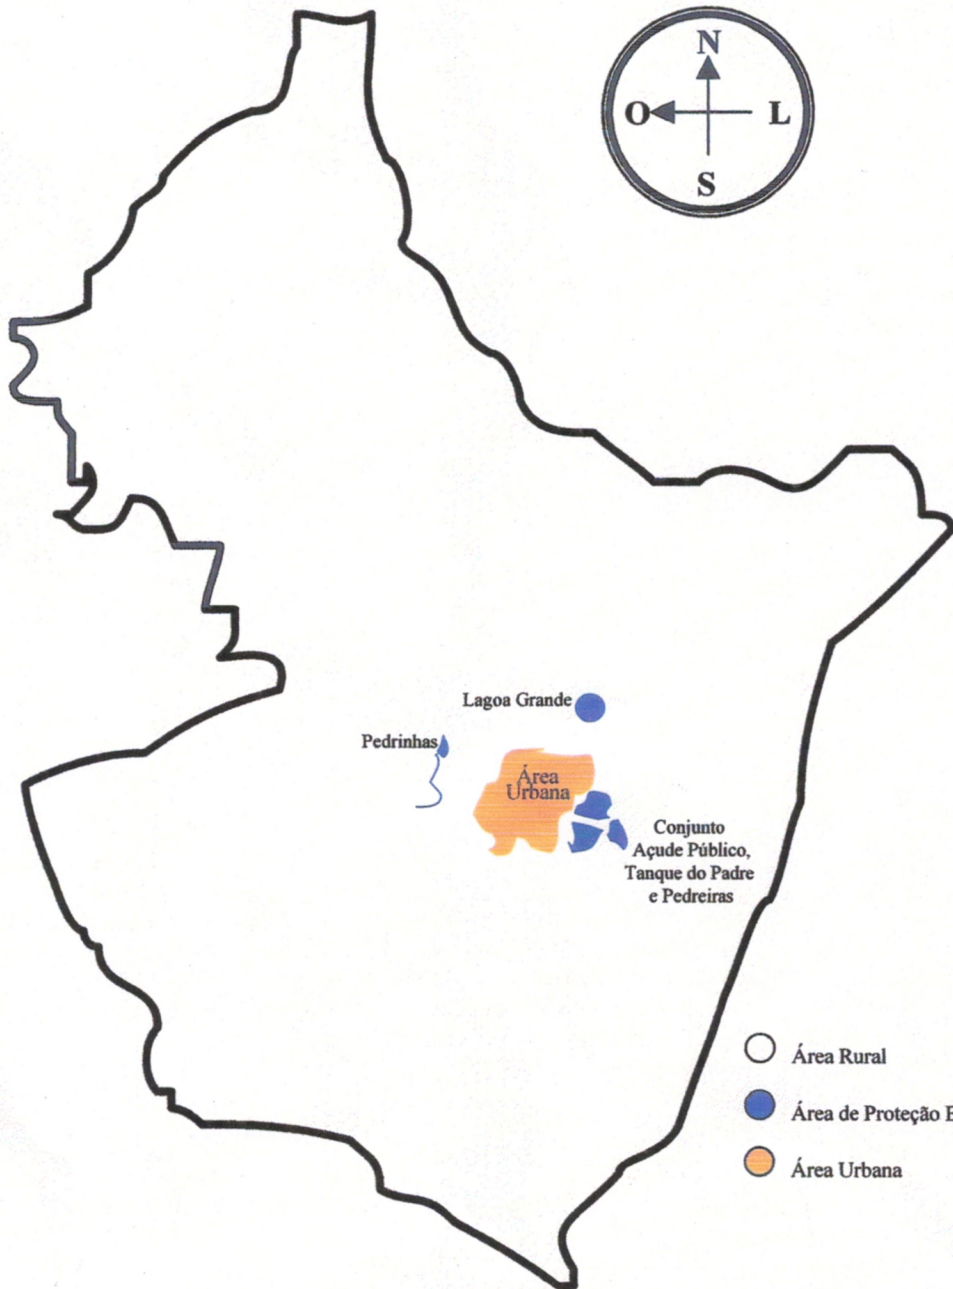 N
O L
S
Lagoa Grande
Pedrinhas
Área
Urbana
Conjunto
Açude Público,
Tanque do Padre
e Pedreiras
Área Rural
Área de Proteção
Área Urbana